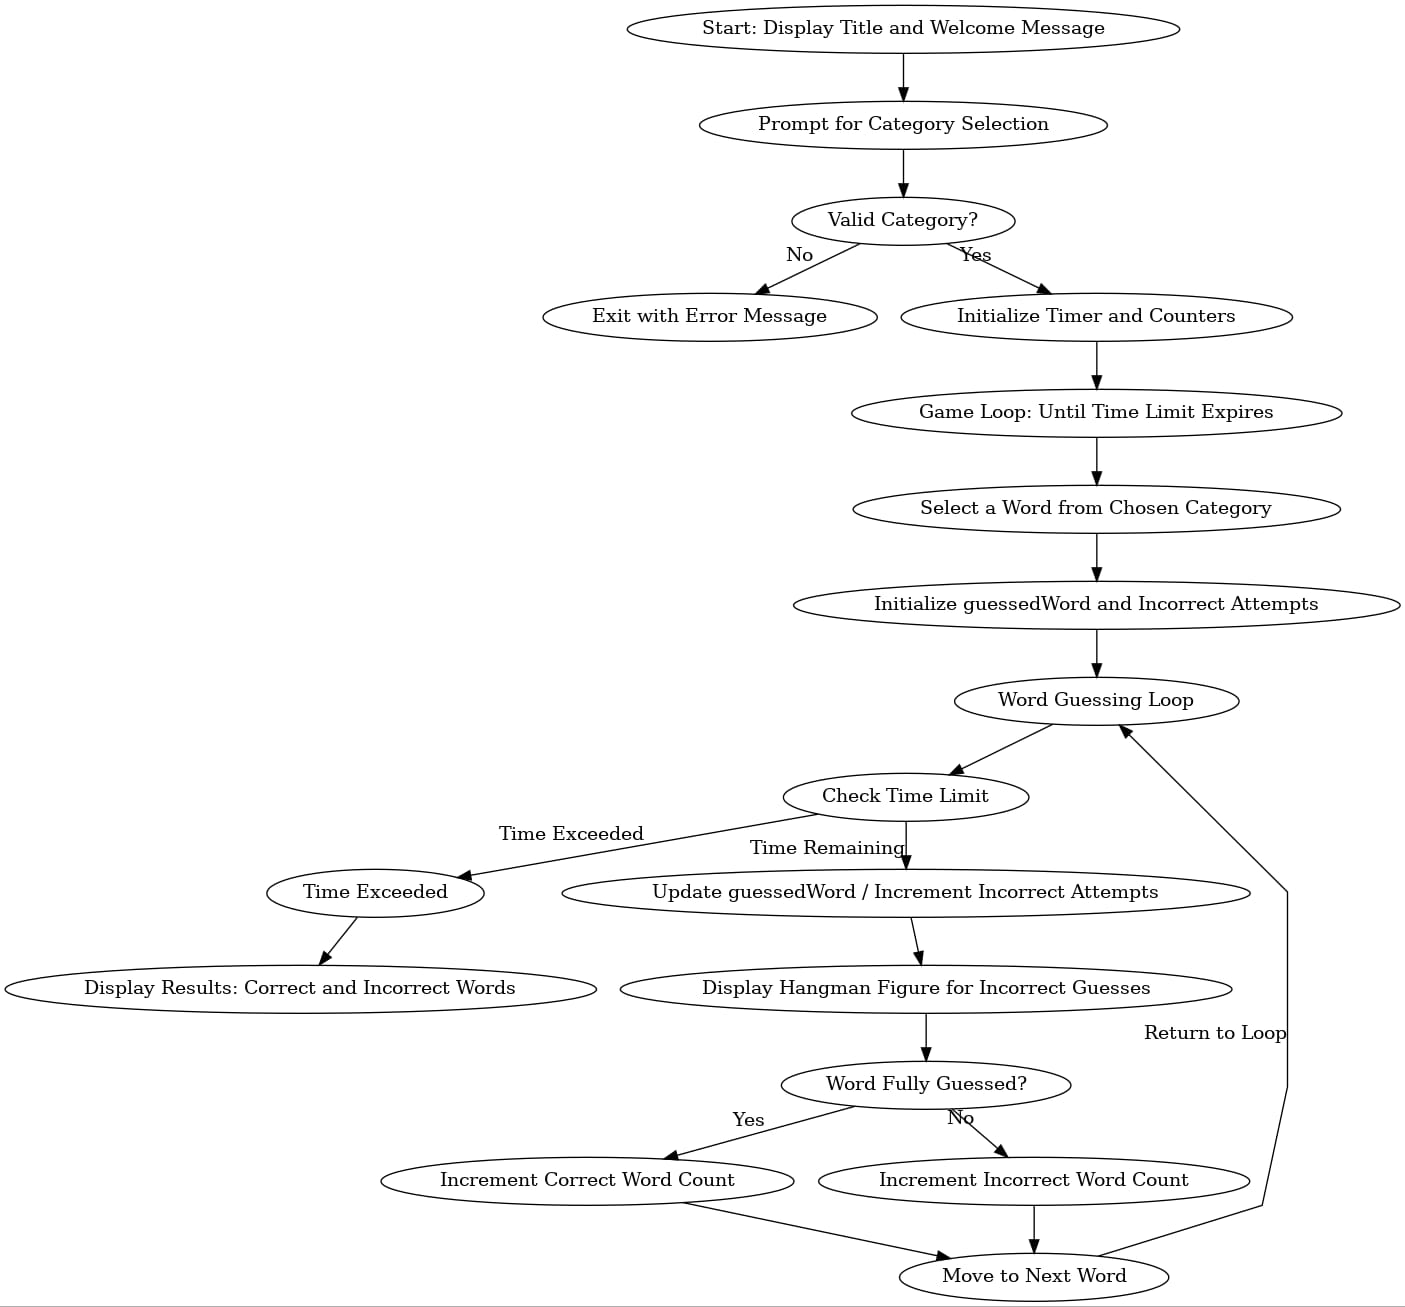 Start: Display Title and Welcome Message
Prompt for Category Selection
Valid Category?
No
Yes
Exit with Error Message
Initialize Timer and Counters
Game Loop: Until Time Limit Expires
Select a Word from Chosen Category
Initialize guessedWord and Incorrect Attempts
Word Guessing Loop
Check Time Limit
Time Exceeded
Time Remaining
Time Exceeded
Update guessedWord / Increment Incorrect Attempts
Display Results: Correct and Incorrect Words
Display Hangman Figure for Incorrect Guesses
Return to Loop
Word Fully Guessed?
Yes
No
Increment Correct Word Count
Increment Incorrect Word Count
Move to Next Word